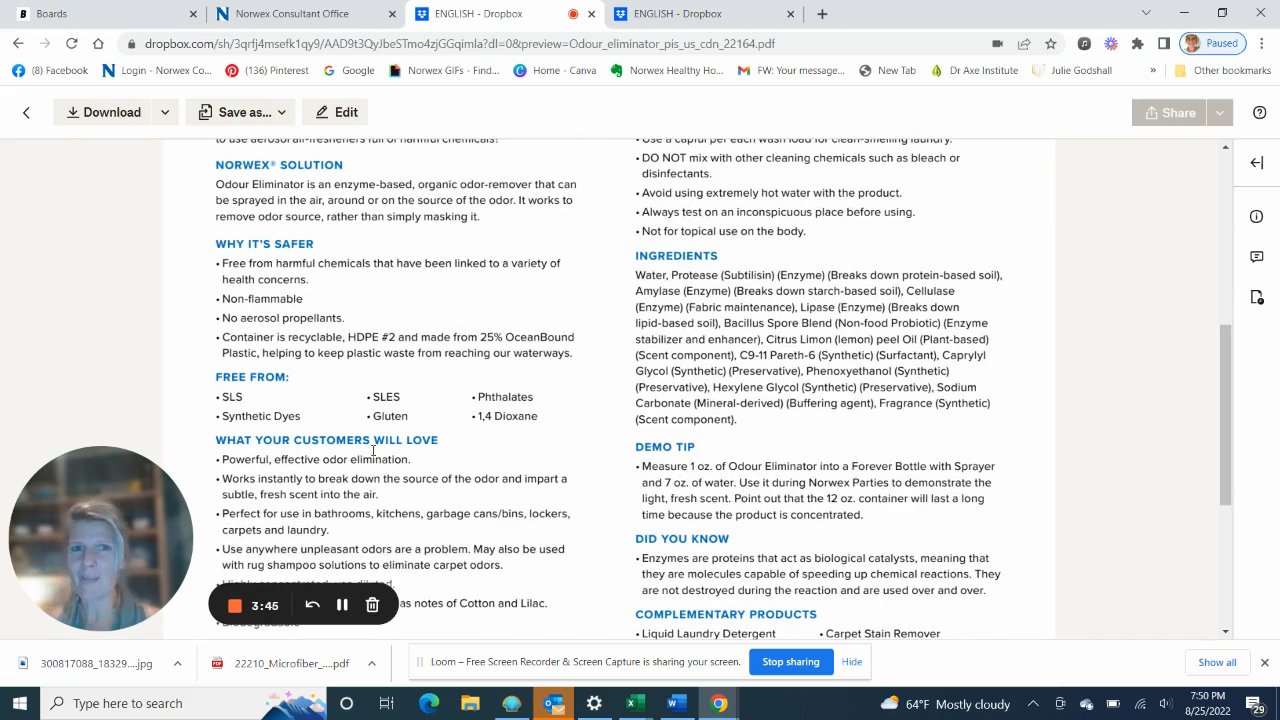 B Boards
Norwex Consultant Office
ENGLISH - Dropbox
ENGLISH - Dropbox
dropbox.com/sh/3qrfj4msefk1qy9/AAD9t3QyIkeSTmo4zjGGqimla?dl=0&preview=Odour_eliminator_pis_us_cdn_22164.pdf
Paused
(8) Facebook
Login - Norwex Co...
(136) Pinterest
Google
Norwex GIFs - Find...
Home - Canva
Norwex Healthy Ho...
FW: Your message...
New Tab
Dr Axe Institute
Julie Godshall
»
Other bookmarks
Download
Save as...
Edit
Share
to use aerosol air-fresheners full of harmful chemicals?
NORWEX® SOLUTION
Odour Eliminator is an enzyme-based, organic odor-remover that can
be sprayed in the air, around or on the source of the odor. It works to
remove odor source, rather than simply masking it.
WHY IT'S SAFER
• Free from harmful chemicals that have been linked to a variety of
health concerns.
• Non-flammable
• No aerosol propellants.
• Container is recyclable, HDPE #2 and made from 25% OceanBound
Plastic, helping to keep plastic waste from reaching our waterways.
FREE FROM:
• SLS • SLES • Phthalates
• Synthetic Dyes • Gluten • 1,4 Dioxane
WHAT YOUR CUSTOMERS WILL LOVE
• Powerful, effective odor elimination.
• Works instantly to break down the source of the odor and impart a
subtle, fresh scent into the air.
• Perfect for use in bathrooms, kitchens, garbage cans/bins, lockers,
carpets and laundry.
• Use anywhere unpleasant odors are a problem. May also be used
with rug shampoo solutions to eliminate carpet odors.
as notes of Cotton and Lilac.
• Biodegradable
• Use a capful per each wash load for clean-smelling laundry.
• DO NOT mix with other cleaning chemicals such as bleach or
disinfectants.
• Avoid using extremely hot water with the product.
• Always test on an inconspicuous place before using.
• Not for topical use on the body.
INGREDIENTS
Water, Protease (Subtilisin) (Enzyme) (Breaks down protein-based soil),
Amylase (Enzyme) (Breaks down starch-based soil), Cellulase
(Enzyme) (Fabric maintenance), Lipase (Enzyme) (Breaks down
lipid-based soil), Bacillus Spore Blend (Non-food Probiotic) (Enzyme
stabilizer and enhancer), Citrus Limon (lemon) peel Oil (Plant-based)
(Scent component), C9-11 Pareth-6 (Synthetic) (Surfactant), Caprylyl
Glycol (Synthetic) (Preservative), Phenoxyethanol (Synthetic)
(Preservative), Hexylene Glycol (Synthetic) (Preservative), Sodium
Carbonate (Mineral-derived) (Buffering agent), Fragrance (Synthetic)
(Scent component).
DEMO TIP
• Measure 1 oz. of Odour Eliminator into a Forever Bottle with Sprayer
and 7 oz. of water. Use it during Norwex Parties to demonstrate the
light, fresh scent. Point out that the 12 oz. container will last a long
time because the product is concentrated.
DID YOU KNOW
• Enzymes are proteins that act as biological catalysts, meaning that
they are molecules capable of speeding up chemical reactions. They
are not destroyed during the reaction and are used over and over.
COMPLEMENTARY PRODUCTS
• Liquid Laundry Detergent • Carpet Stain Remover
3:45
300817088_18329....jpg
22210_Microfiber_....pdf
Loom – Free Screen Recorder & Screen Capture is sharing your screen.
Stop sharing
Hide
Show all
Type here to search
64°F Mostly cloudy
7:50 PM
8/25/2022
29